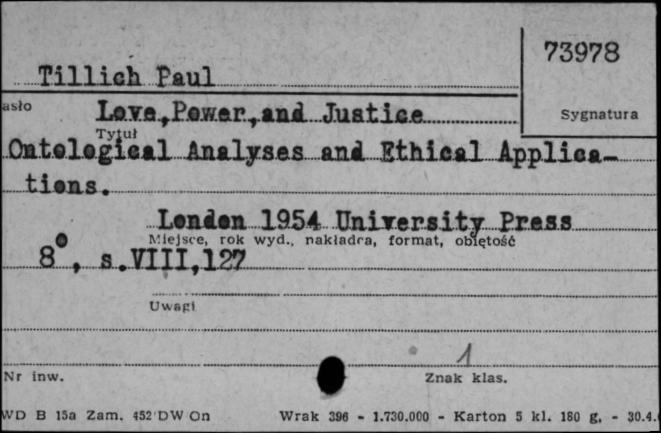 73978
Tillich Paul
asło
Love,Power,and Justice
Sygnatura
Tytuł
Ontological Analyses and Ethical Applica-
tions.
London 1954 University Press
Miejsce, rok wyd., nakładca, format, objętość
8°, s.VIII,127
Uwagi
1
Nr inw.
Znak klas.
WD B 15a Zam. 452 DW On Wrak 396 - 1.730.000 - Karton 5 kl. 180 g. - 30.4.